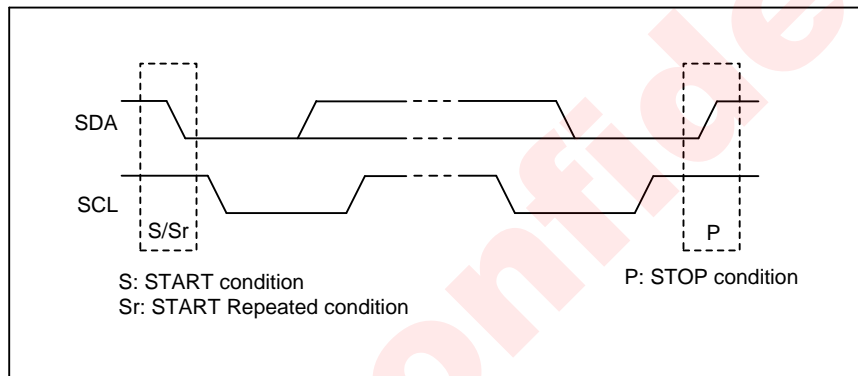 SDA
SCL
S/Sr
P
S: START condition
Sr: START Repeated condition
P: STOP condition